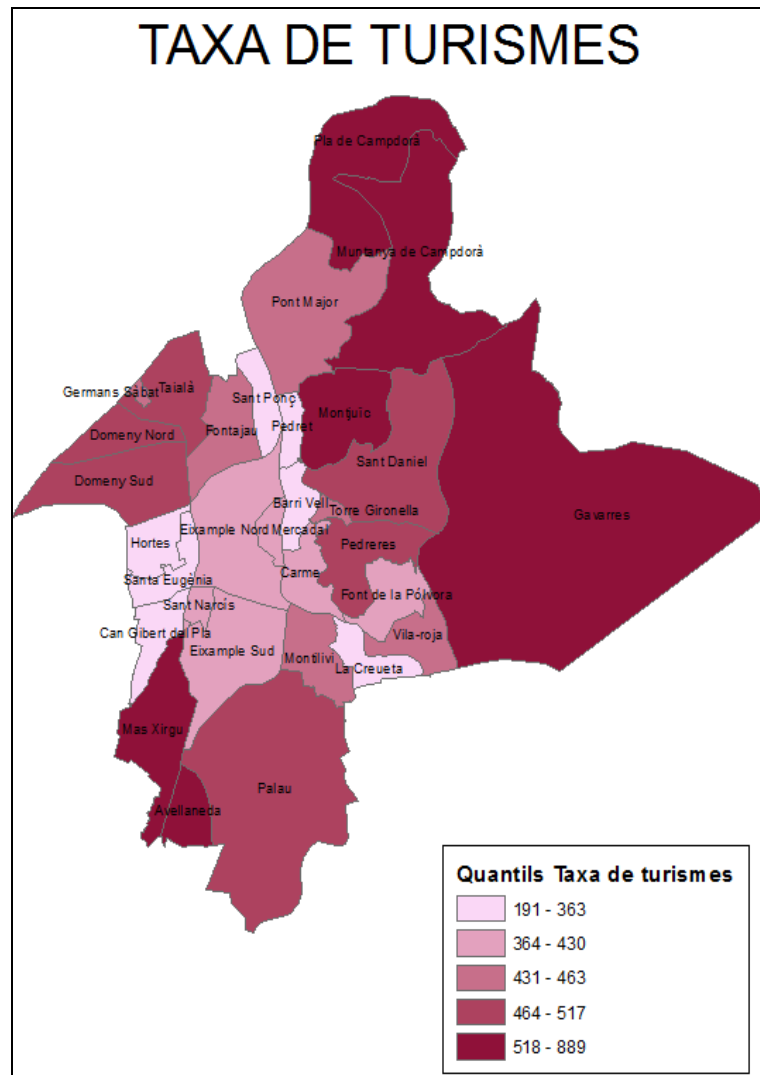 TAXA DE TURISMES
Pla de Campdorà
Muntanya de Campdorà
Pont Major
Germans Sàbat
Taialà
Sant Ponç
Fontajau
Pedret
Montjuïc
Domeny Nord
Sant Daniel
Domeny Sud
Barri Vell
Torre Gironella
Gavarres
Hortes
Eixample Nord
Mercadal
Pedreres
Santa Eugènia
Carme
Font de la Pólvora
Sant Narcís
Can Gibert del Pla
Vila-roja
Eixample Sud
Montilivi
La Creueta
Mas Xirgu
Palau
Avellaneda
Quantils Taxa de turismes
191 - 363
364 - 430
431 - 463
464 - 517
518 - 889